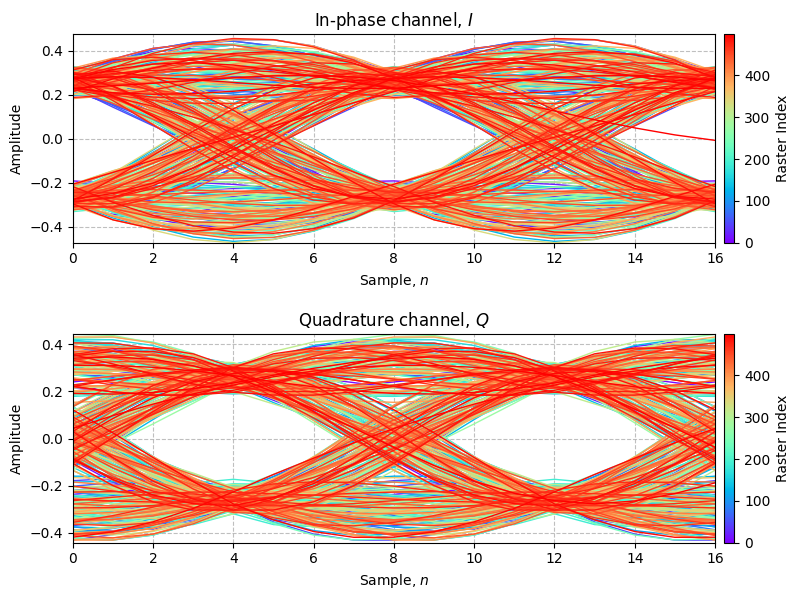 In-phase channel, I
Amplitude
0.4
0.2
0.0
−0.2
−0.4
0 2 4 6 8 10 12 14 16
Sample, n
400
300
200
100
0
Raster Index
Quadrature channel, Q
Amplitude
0.4
0.2
0.0
−0.2
−0.4
0 2 4 6 8 10 12 14 16
Sample, n
400
300
200
100
0
Raster Index